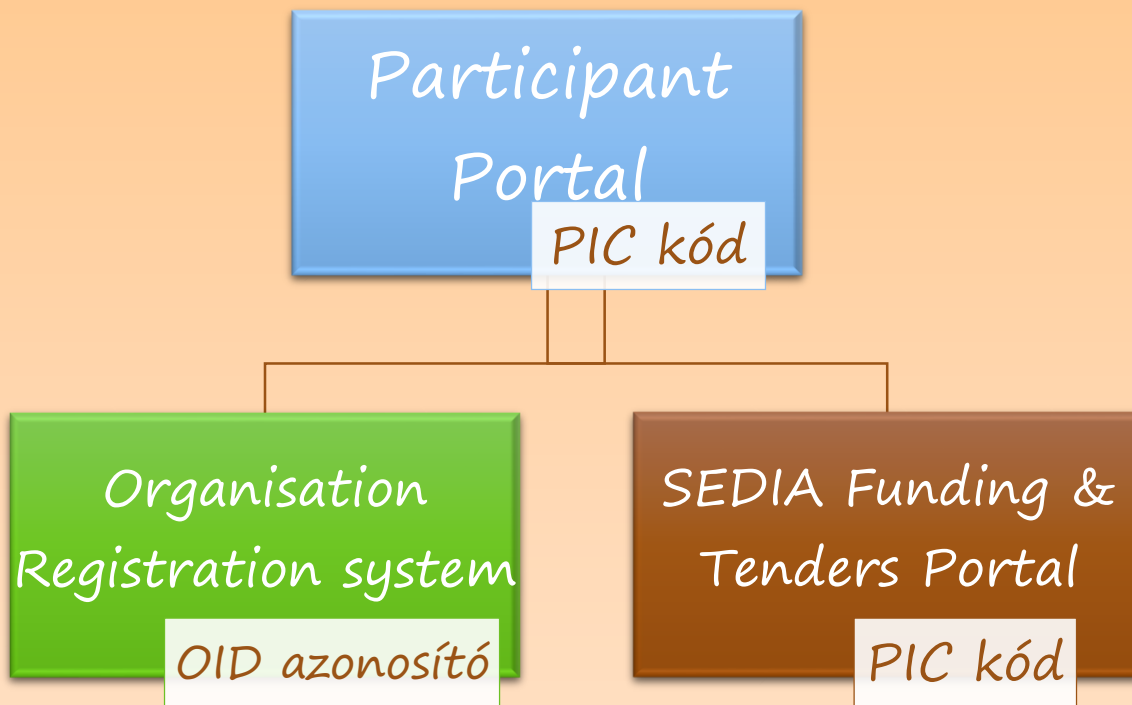 Participant
Portal
PIC kód
Organisation
Registration system
OID azonosító
SEDIA Funding &
Tenders Portal
PIC kód